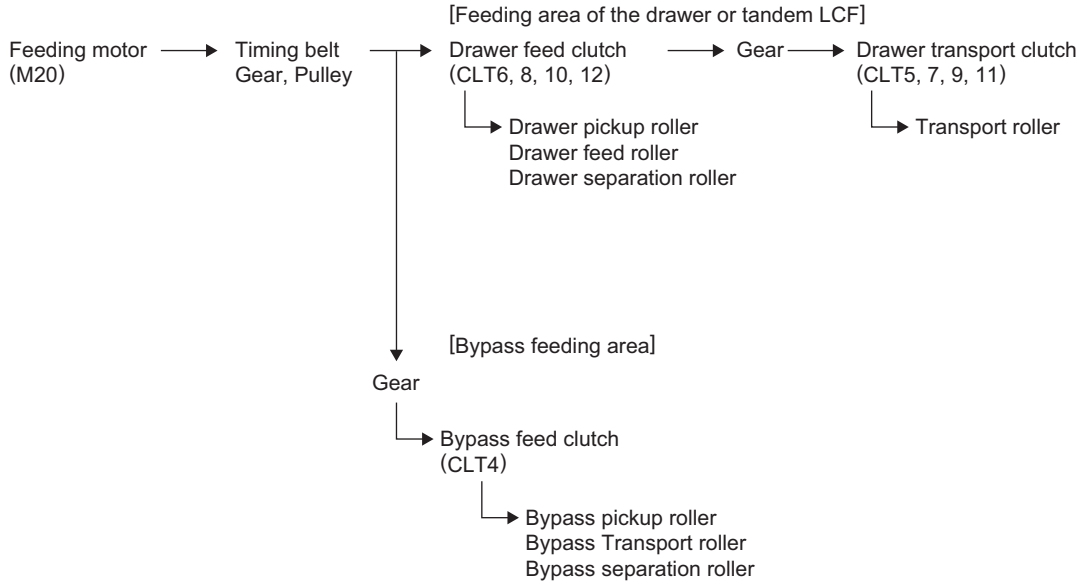 [Feeding area of the drawer or tandem LCF]
Feeding motor
(M20)
Timing belt
Gear, Pulley
Drawer feed clutch
(CLT6, 8, 10, 12)
Gear
Drawer transport clutch
(CLT5, 7, 9, 11)
Drawer pickup roller
Drawer feed roller
Drawer separation roller
Transport roller
[Bypass feeding area]
Gear
Bypass feed clutch
(CLT4)
Bypass pickup roller
Bypass Transport roller
Bypass separation roller